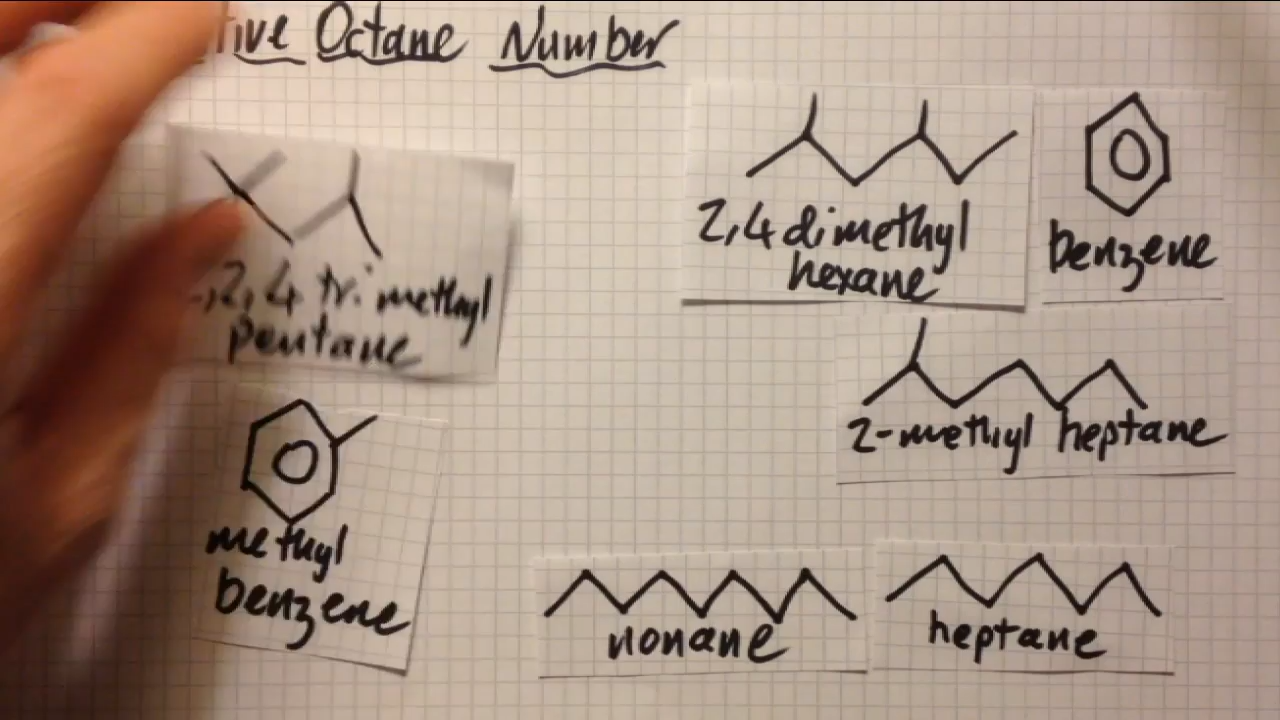 tive Octane Number
2,4 dimethyl
hexane
benzene
,2,4 tri methyl
pentane
2-methyl heptane
methyl
benzene
nonane
heptane